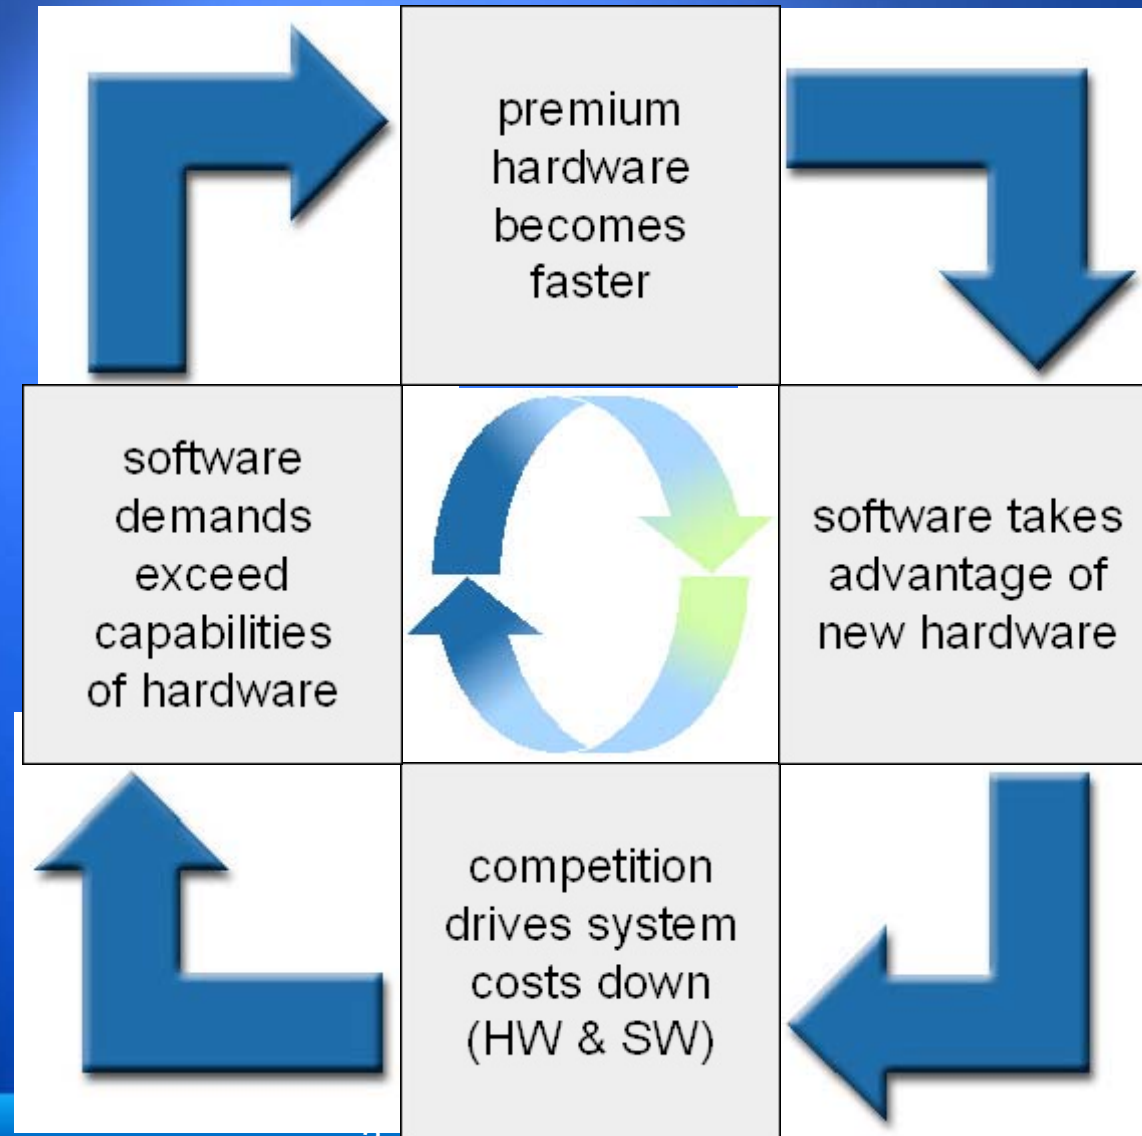 premium
hardware
becomes
faster
software
demands
exceed
capabilities
of hardware
software takes
advantage of
new hardware
competition
drives system
costs down
(HW & SW)